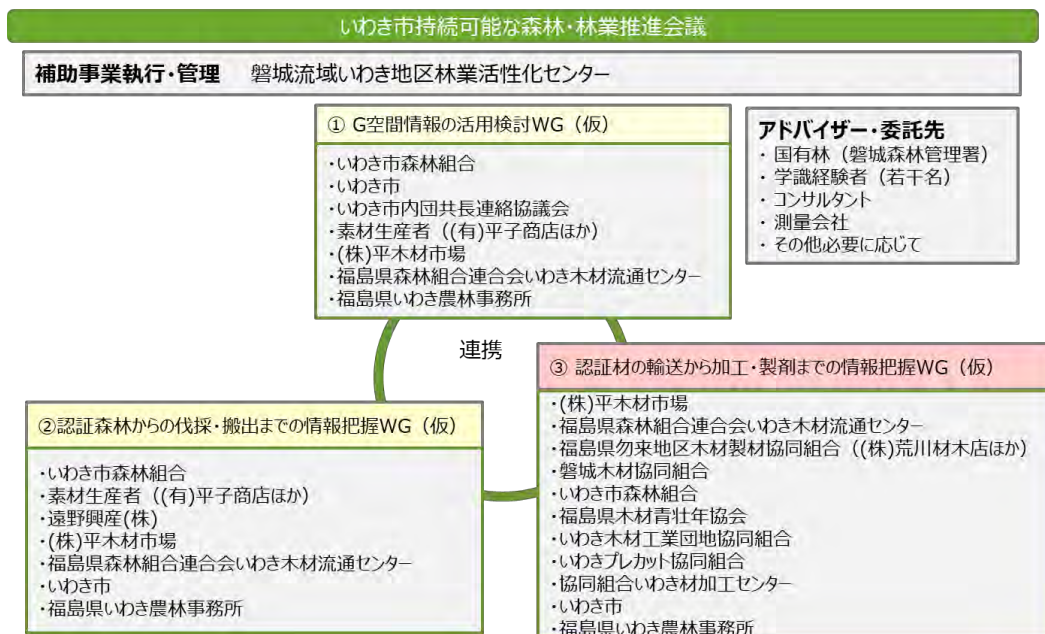 いわき市持続可能な森林・林業推進会議
補助事業執行・管理　磐城流域いわき地区林業活性化センター
① G空間情報の活用検討WG（仮）
・いわき市森林組合
・いわき市
・いわき市内団共長連絡協議会
・素材生産者（(有)平子商店ほか）
・(株)平木材市場
・福島県森林組合連合会いわき木材流通センター
・福島県いわき農林事務所
アドバイザー・委託先
・ 国有林（磐城森林管理署）
・ 学識経験者（若干名）
・ コンサルタント
・ 測量会社
・ その他必要に応じて
連携
②認証森林からの伐採・搬出までの情報把握WG（仮）
・いわき市森林組合
・素材生産者（(有)平子商店ほか）
・遠野興産(株)
・(株)平木材市場
・福島県森林組合連合会いわき木材流通センター
・いわき市
・福島県いわき農林事務所
③ 認証材の輸送から加工・製剤までの情報把握WG（仮）
・(株)平木材市場
・福島県森林組合連合会いわき木材流通センター
・福島県勿来地区木材製材協同組合（(株)荒川材木店ほか）
・磐城木材協同組合
・いわき市森林組合
・福島県木材青壮年協会
・いわき木材工業団地協同組合
・いわきプレカット協同組合
・協同組合いわき材加工センター
・いわき市
・福島県いわき農林事務所